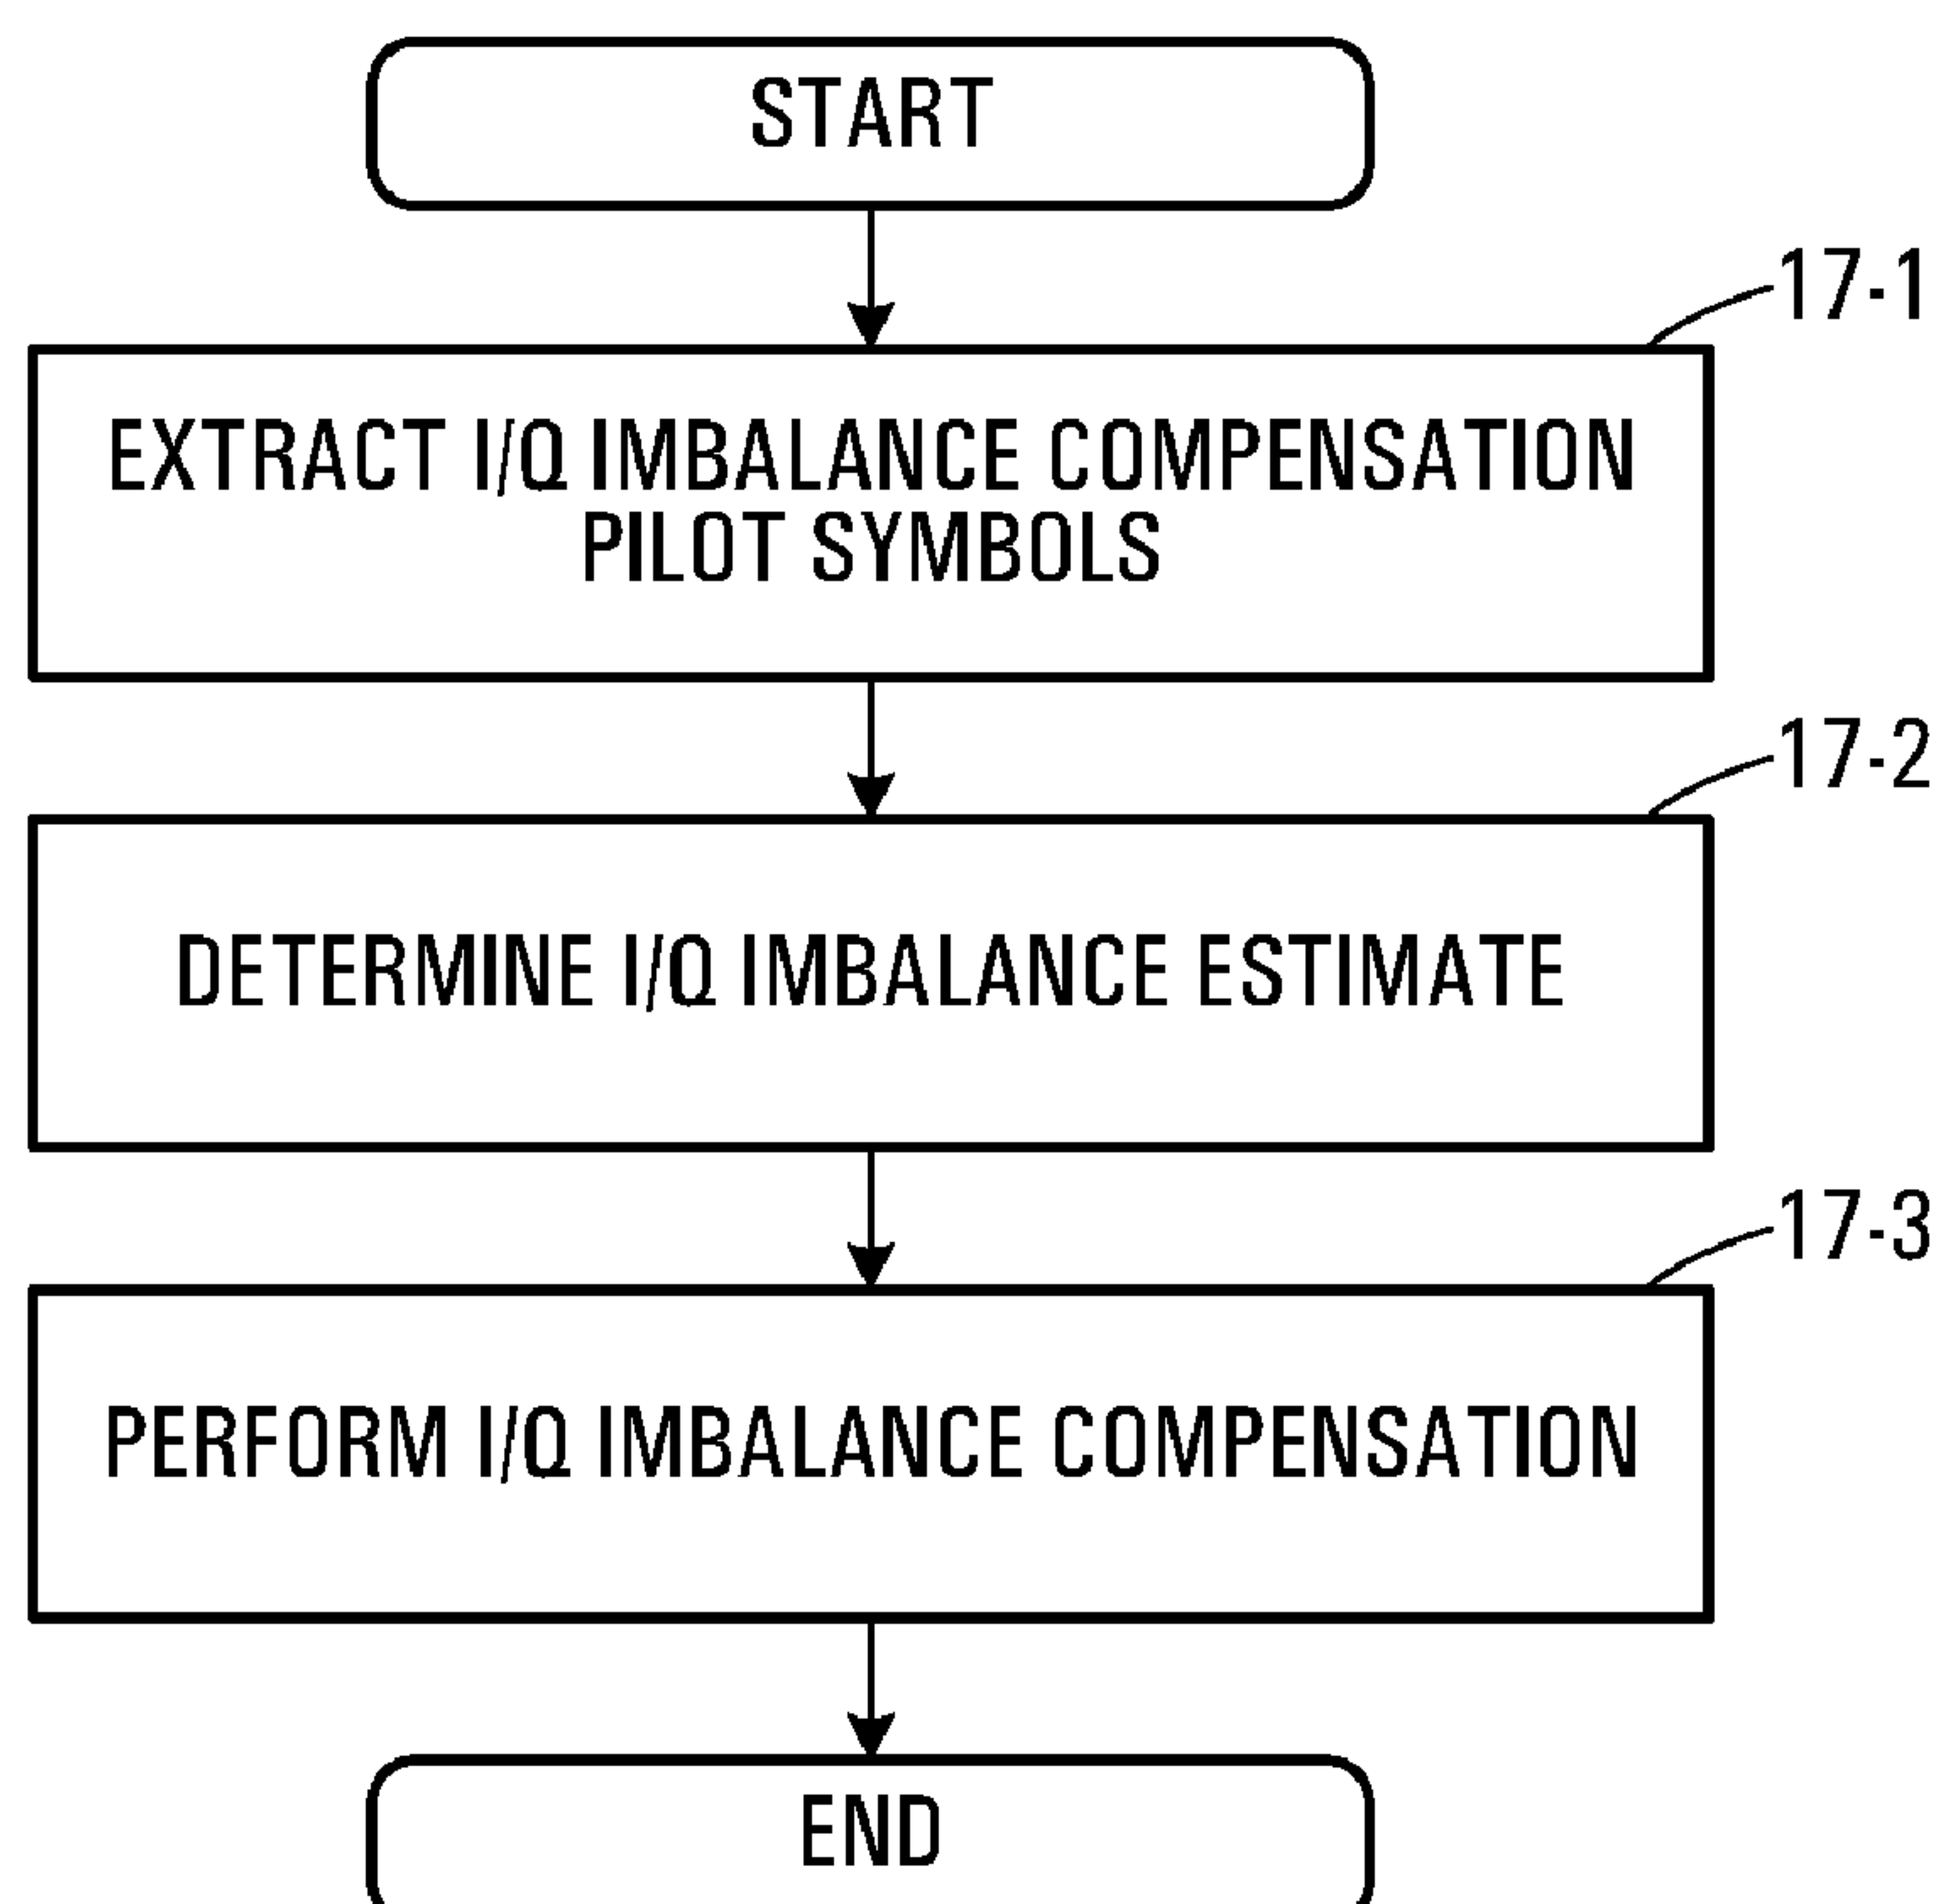 START
17-1
EXTRACT I/Q IMBALANCE COMPENSATION
PILOT SYMBOLS
17-2
DETERMINE I/Q IMBALANCE ESTIMATE
17-3
PERFORM I/Q IMBALANCE COMPENSATION
END